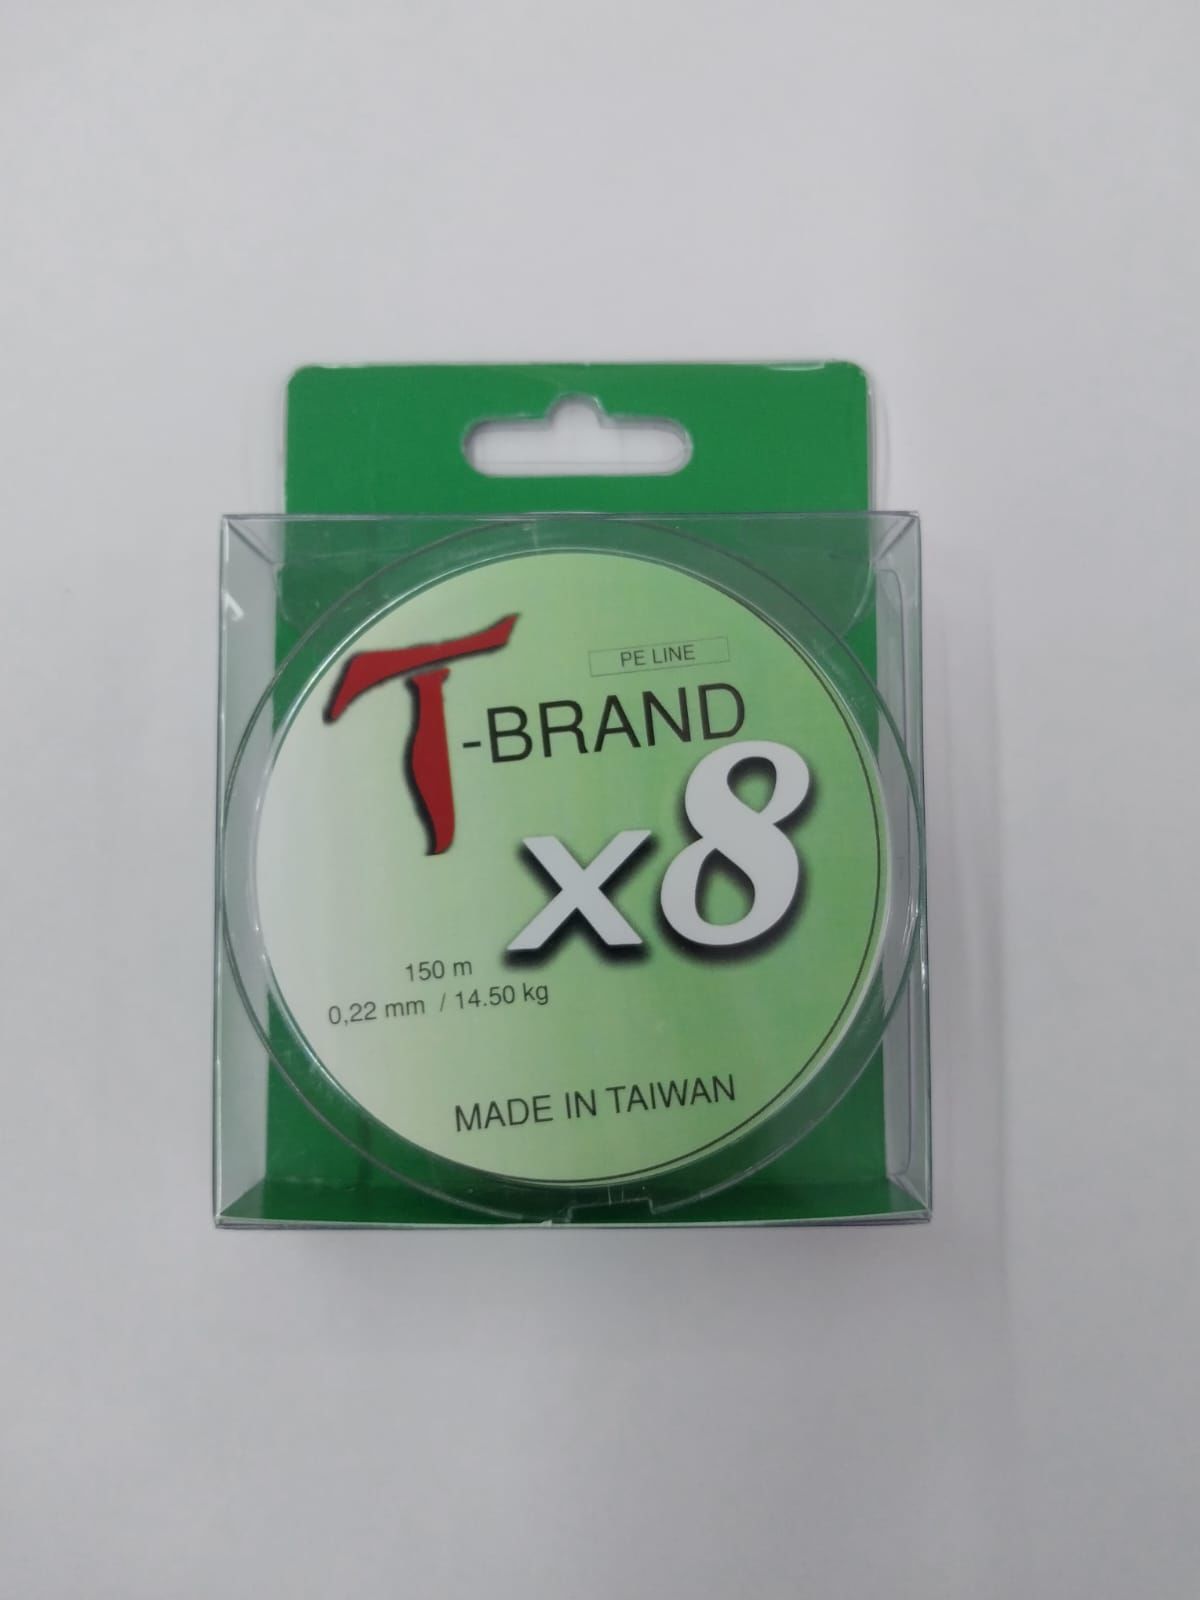 PE LINE
T-BRAND
x8
150 m
0,22 mm / 14.50 kg
MADE IN TAIWAN